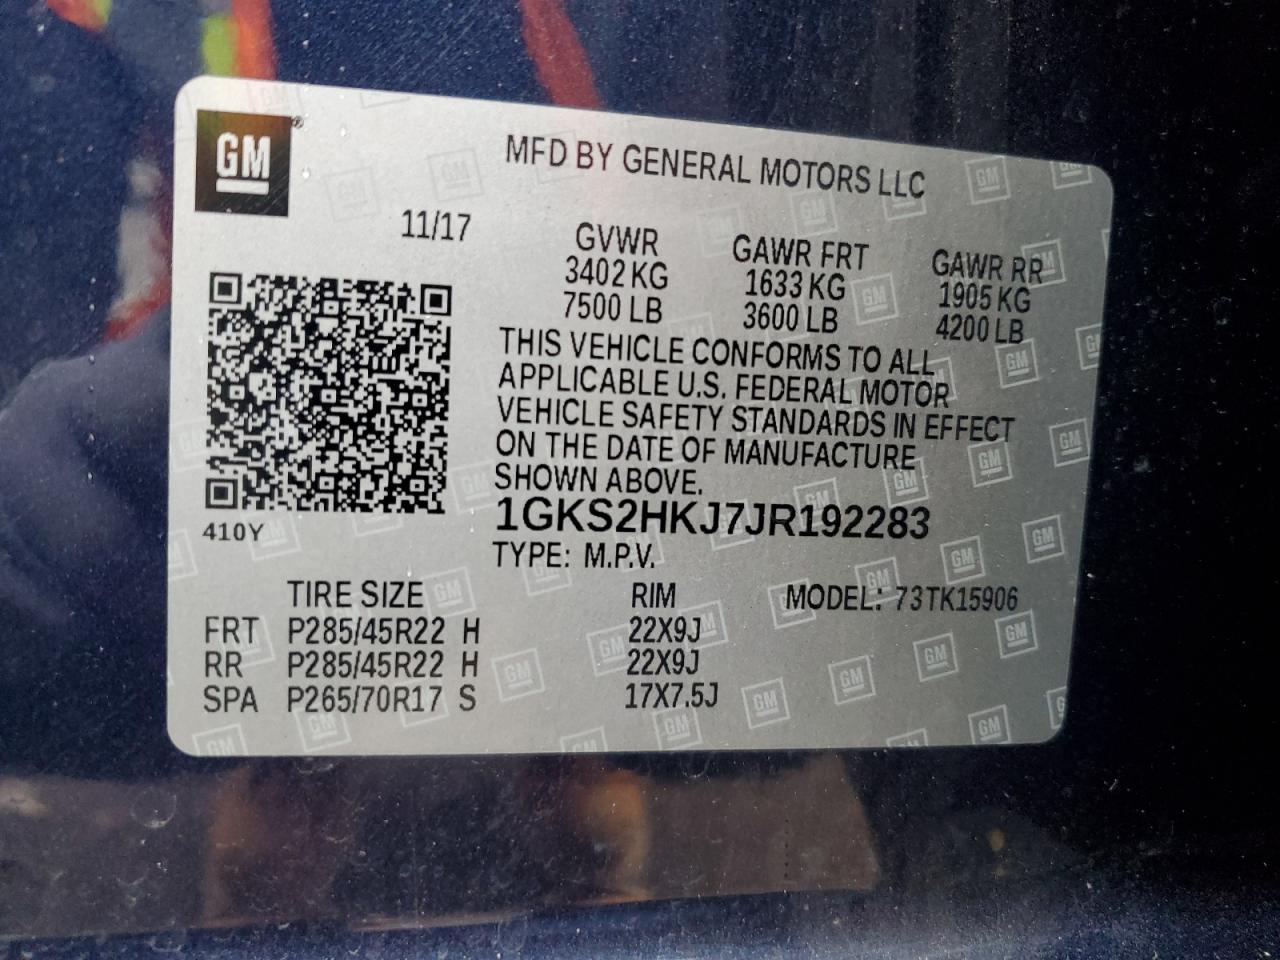 GM®
MFD BY GENERAL MOTORS LLC
11/17
GVWR GAWR FRT GAWR RR
3402 KG 1633 KG 1905 KG
7500 LB 3600 LB 4200 LB
THIS VEHICLE CONFORMS TO ALL
APPLICABLE U.S. FEDERAL MOTOR
VEHICLE SAFETY STANDARDS IN EFFECT
ON THE DATE OF MANUFACTURE
SHOWN ABOVE.
410Y
1GKS2HKJ7JR192283
TYPE: M.P.V.
TIRE SIZE RIM MODEL: 73TK15906
FRT P285/45R22 H 22X9J
RR P285/45R22 H 22X9J
SPA P265/70R17 S 17X7.5J